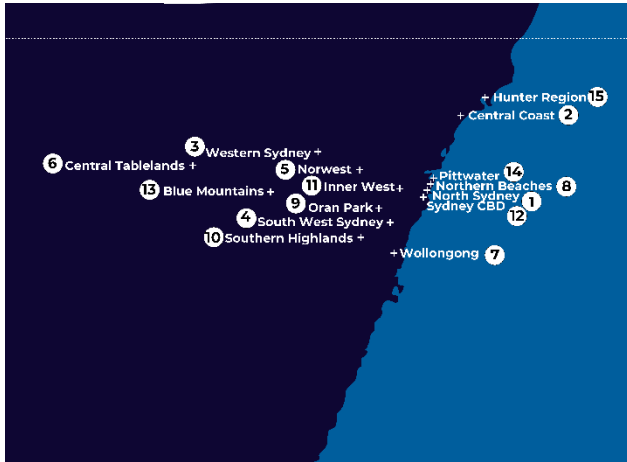 + Hunter Region 15
+ Central Coast 2
3 Western Sydney +
6 Central Tablelands +
5 Norwest +
+ Pittwater 14
13 Blue Mountains +
11 Inner West +
+ Northern Beaches 8
+ North Sydney 1
9 Oran Park +
Sydney CBD 12
4 South West Sydney +
10 Southern Highlands +
+ Wollongong 7